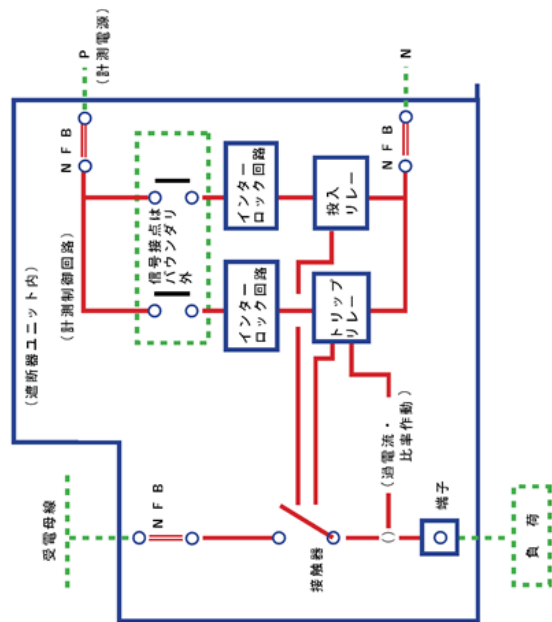 (遮断器ユニット内)
(計測制御回路)
NFB
P
(計測電源)
信号接点は
バウンダリ
外
インター
ロック回路
インター
ロック回路
投入
リレー
トリップ
リレー
NFB
N
受電母線
NFB
接触器
(過電流・
比率作動)
端子
負荷